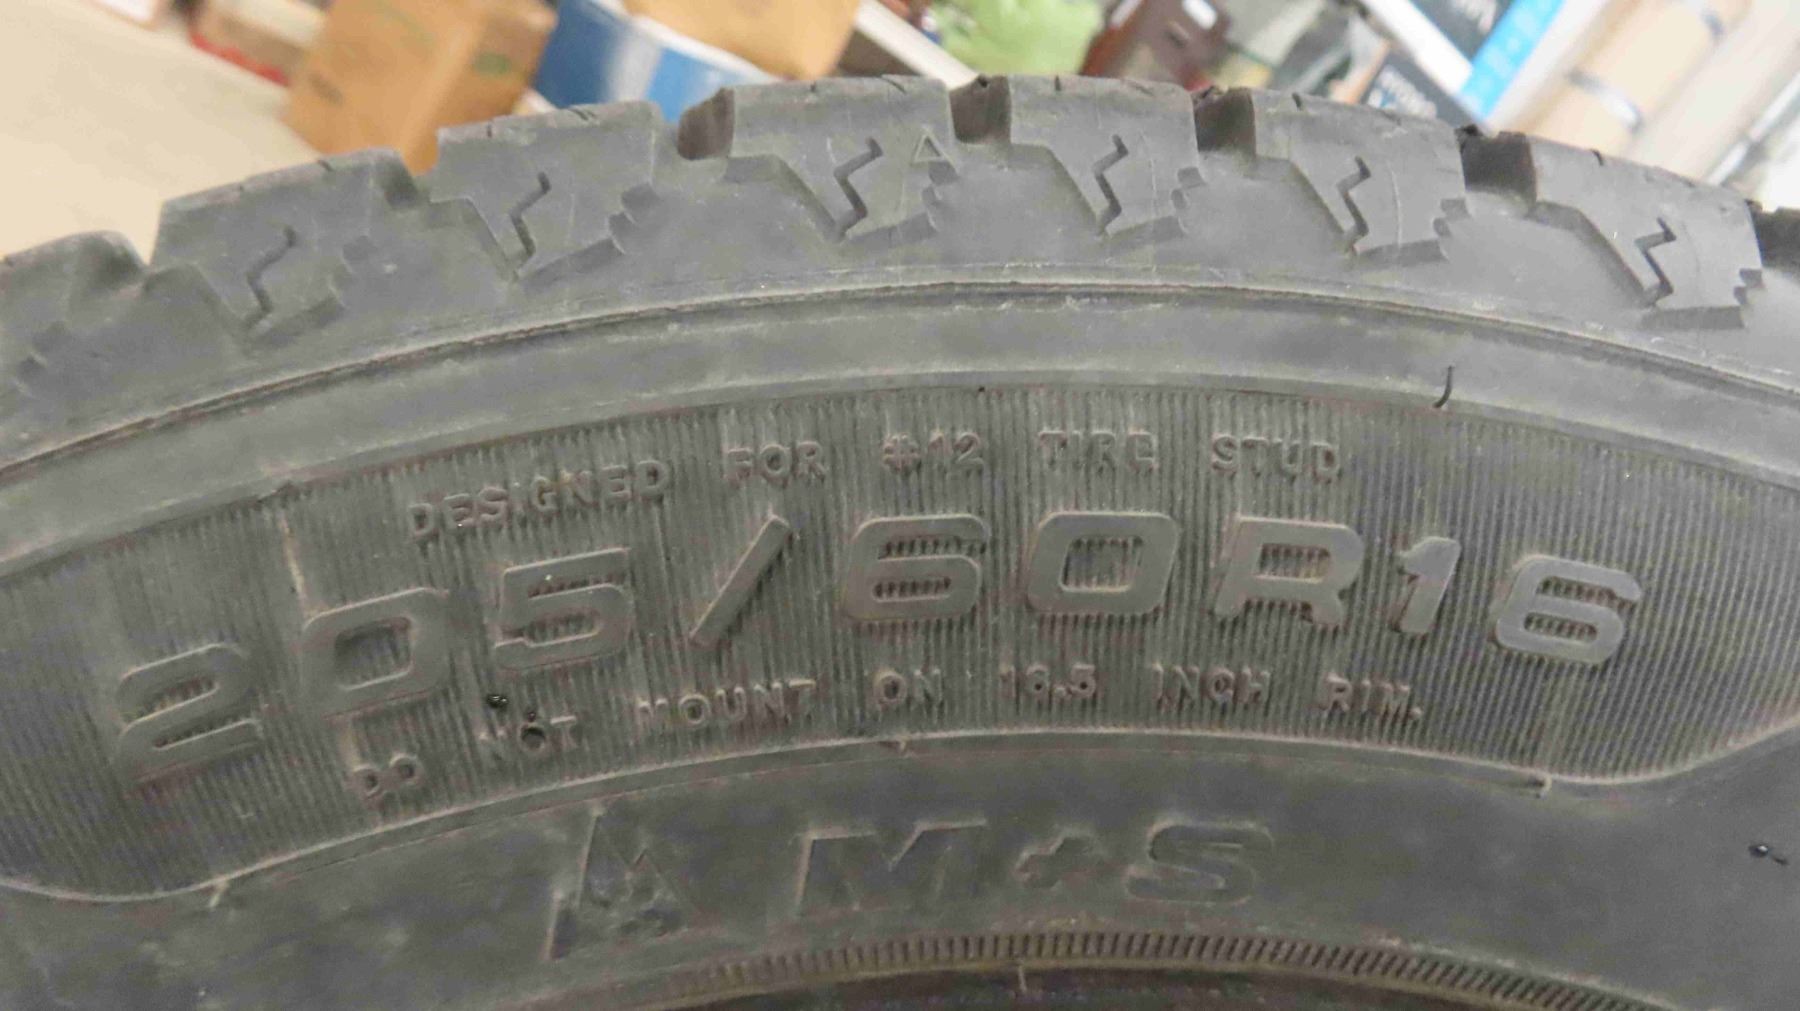 DESIGNED FOR #12 TIRE STUD
205/60R16
DO NOT MOUNT ON 16.5 INCH RIM.
M+S